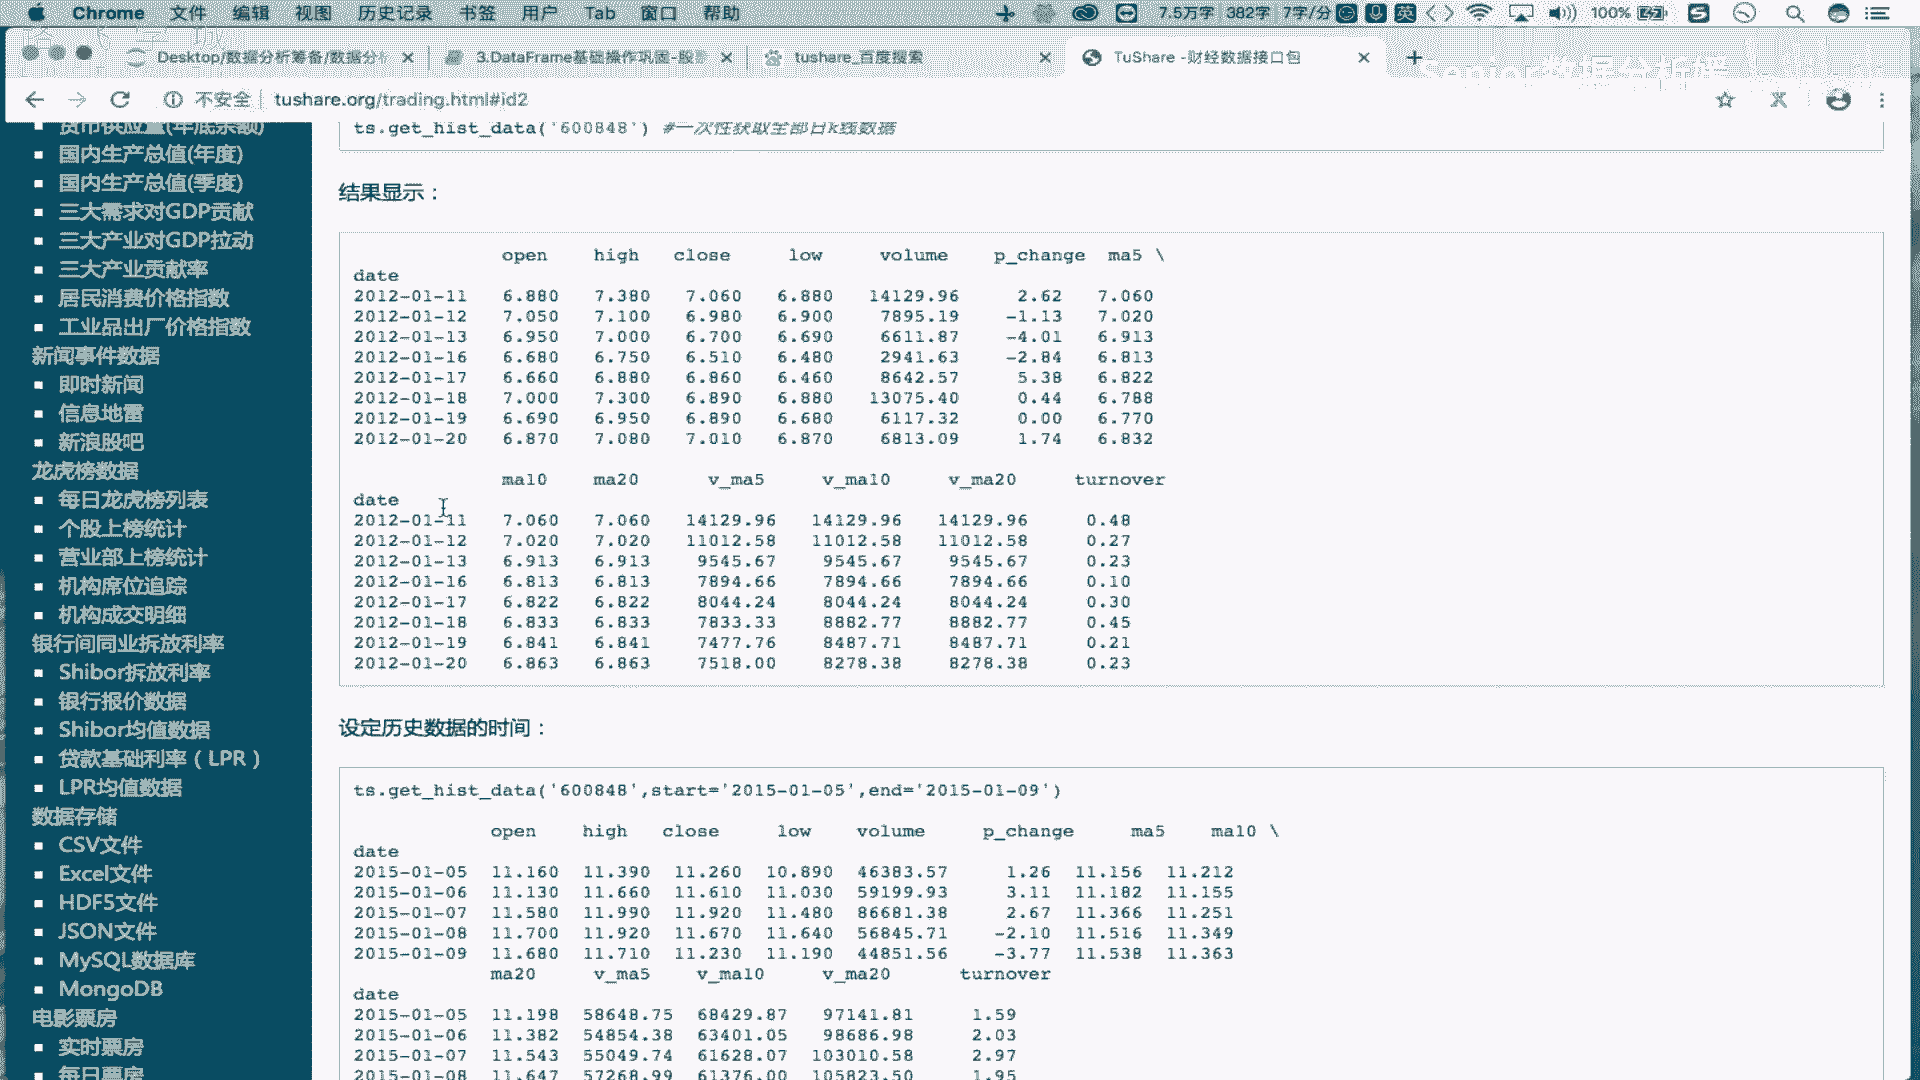 Chrome 文件 编辑 视图 历史记录 书签 用户 Tab 窗口 帮助 7.5万字 382字 7字/分 英 100%
Desktop/数据分析筹备/数据分析 3.DataFrame基础操作巩固-股票 tushare_百度搜索 TuShare -财经数据接口包
不安全 tushare.org/trading.html#id2
货币供应量(年底余额)
国内生产总值(年度)
国内生产总值(季度)
三大需求对GDP贡献
三大产业对GDP拉动
三大产业贡献率
居民消费价格指数
工业品出厂价格指数
新闻事件数据
即时新闻
信息地雷
新浪股吧
龙虎榜数据
每日龙虎榜列表
个股上榜统计
营业部上榜统计
机构席位追踪
机构成交明细
银行间同业拆放利率
Shibor拆放利率
银行报价数据
Shibor均值数据
贷款基础利率（LPR）
LPR均值数据
数据存储
CSV文件
Excel文件
HDF5文件
JSON文件
MySQL数据库
MongoDB
电影票房
实时票房
每日票房
ts.get_hist_data('600848') #一次性获取全部日k线数据
结果显示：
open high close low volume p_change ma5 \
date
2012-01-11 6.880 7.380 7.060 6.880 14129.96 2.62 7.060
2012-01-12 7.050 7.100 6.980 6.900 7895.19 -1.13 7.020
2012-01-13 6.950 7.000 6.700 6.690 6611.87 -4.01 6.913
2012-01-16 6.680 6.750 6.510 6.480 2941.63 -2.84 6.813
2012-01-17 6.660 6.880 6.860 6.460 8642.57 5.38 6.822
2012-01-18 7.000 7.300 6.890 6.880 13075.40 0.44 6.788
2012-01-19 6.690 6.950 6.890 6.680 6117.32 0.00 6.770
2012-01-20 6.870 7.080 7.010 6.870 6813.09 1.74 6.832
ma10 ma20 v_ma5 v_ma10 v_ma20 turnover
date
2012-01-11 7.060 7.060 14129.96 14129.96 14129.96 0.48
2012-01-12 7.020 7.020 11012.58 11012.58 11012.58 0.27
2012-01-13 6.913 6.913 9545.67 9545.67 9545.67 0.23
2012-01-16 6.813 6.813 7894.66 7894.66 7894.66 0.10
2012-01-17 6.822 6.822 8044.24 8044.24 8044.24 0.30
2012-01-18 6.833 6.833 7833.33 8882.77 8882.77 0.45
2012-01-19 6.841 6.841 7477.76 8487.71 8487.71 0.21
2012-01-20 6.863 6.863 7518.00 8278.38 8278.38 0.23
设定历史数据的时间：
ts.get_hist_data('600848',start='2015-01-05',end='2015-01-09')
open high close low volume p_change ma5 ma10 \
date
2015-01-05 11.160 11.390 11.260 10.890 46383.57 1.26 11.156 11.212
2015-01-06 11.130 11.660 11.610 11.030 59199.93 3.11 11.182 11.155
2015-01-07 11.580 11.990 11.920 11.480 86681.38 2.67 11.366 11.251
2015-01-08 11.700 11.920 11.670 11.640 56845.71 -2.10 11.516 11.349
2015-01-09 11.680 11.710 11.230 11.190 44851.56 -3.77 11.538 11.363
ma20 v_ma5 v_ma10 v_ma20 turnover
date
2015-01-05 11.198 58648.75 68429.87 97141.81 1.59
2015-01-06 11.382 54854.38 63401.05 98686.98 2.03
2015-01-07 11.543 55049.74 61628.07 103010.58 2.97
2015-01-08 11.647 57268.99 61376.00 105823.50 1.95